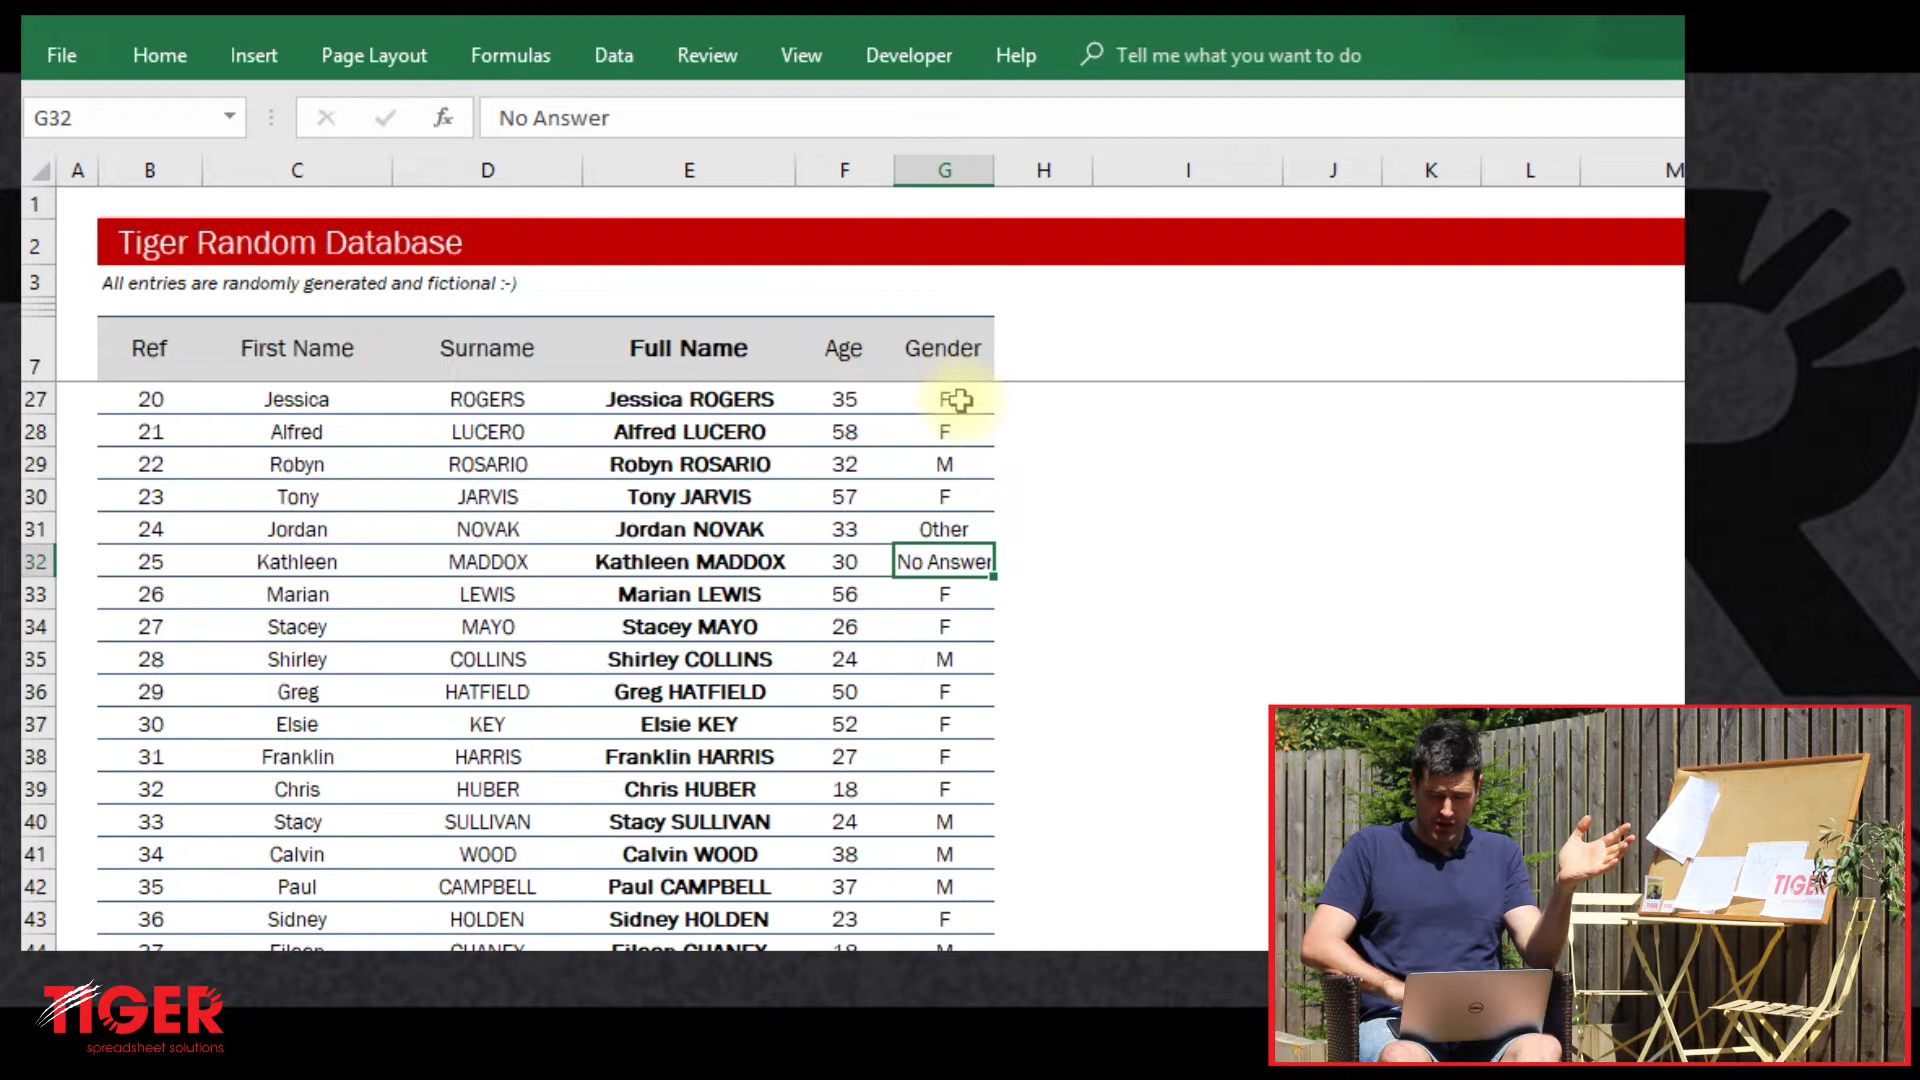 File Home Insert Page Layout Formulas Data Review View Developer Help Tell me what you want to do
G32 fx No Answer
A B C D E F G H I J K L M
1
2 Tiger Random Database
3 All entries are randomly generated and fictional :-)
7 Ref First Name Surname Full Name Age Gender
27 20 Jessica ROGERS Jessica ROGERS 35 F
28 21 Alfred LUCERO Alfred LUCERO 58 F
29 22 Robyn ROSARIO Robyn ROSARIO 32 M
30 23 Tony JARVIS Tony JARVIS 57 F
31 24 Jordan NOVAK Jordan NOVAK 33 Other
32 25 Kathleen MADDOX Kathleen MADDOX 30 No Answer
33 26 Marian LEWIS Marian LEWIS 56 F
34 27 Stacey MAYO Stacey MAYO 26 F
35 28 Shirley COLLINS Shirley COLLINS 24 M
36 29 Greg HATFIELD Greg HATFIELD 50 F
37 30 Elsie KEY Elsie KEY 52 F
38 31 Franklin HARRIS Franklin HARRIS 27 F
39 32 Chris HUBER Chris HUBER 18 F
40 33 Stacy SULLIVAN Stacy SULLIVAN 24 M
41 34 Calvin WOOD Calvin WOOD 38 M
42 35 Paul CAMPBELL Paul CAMPBELL 37 M
43 36 Sidney HOLDEN Sidney HOLDEN 23 F
TIGER
TIGER
spreadsheet solutions